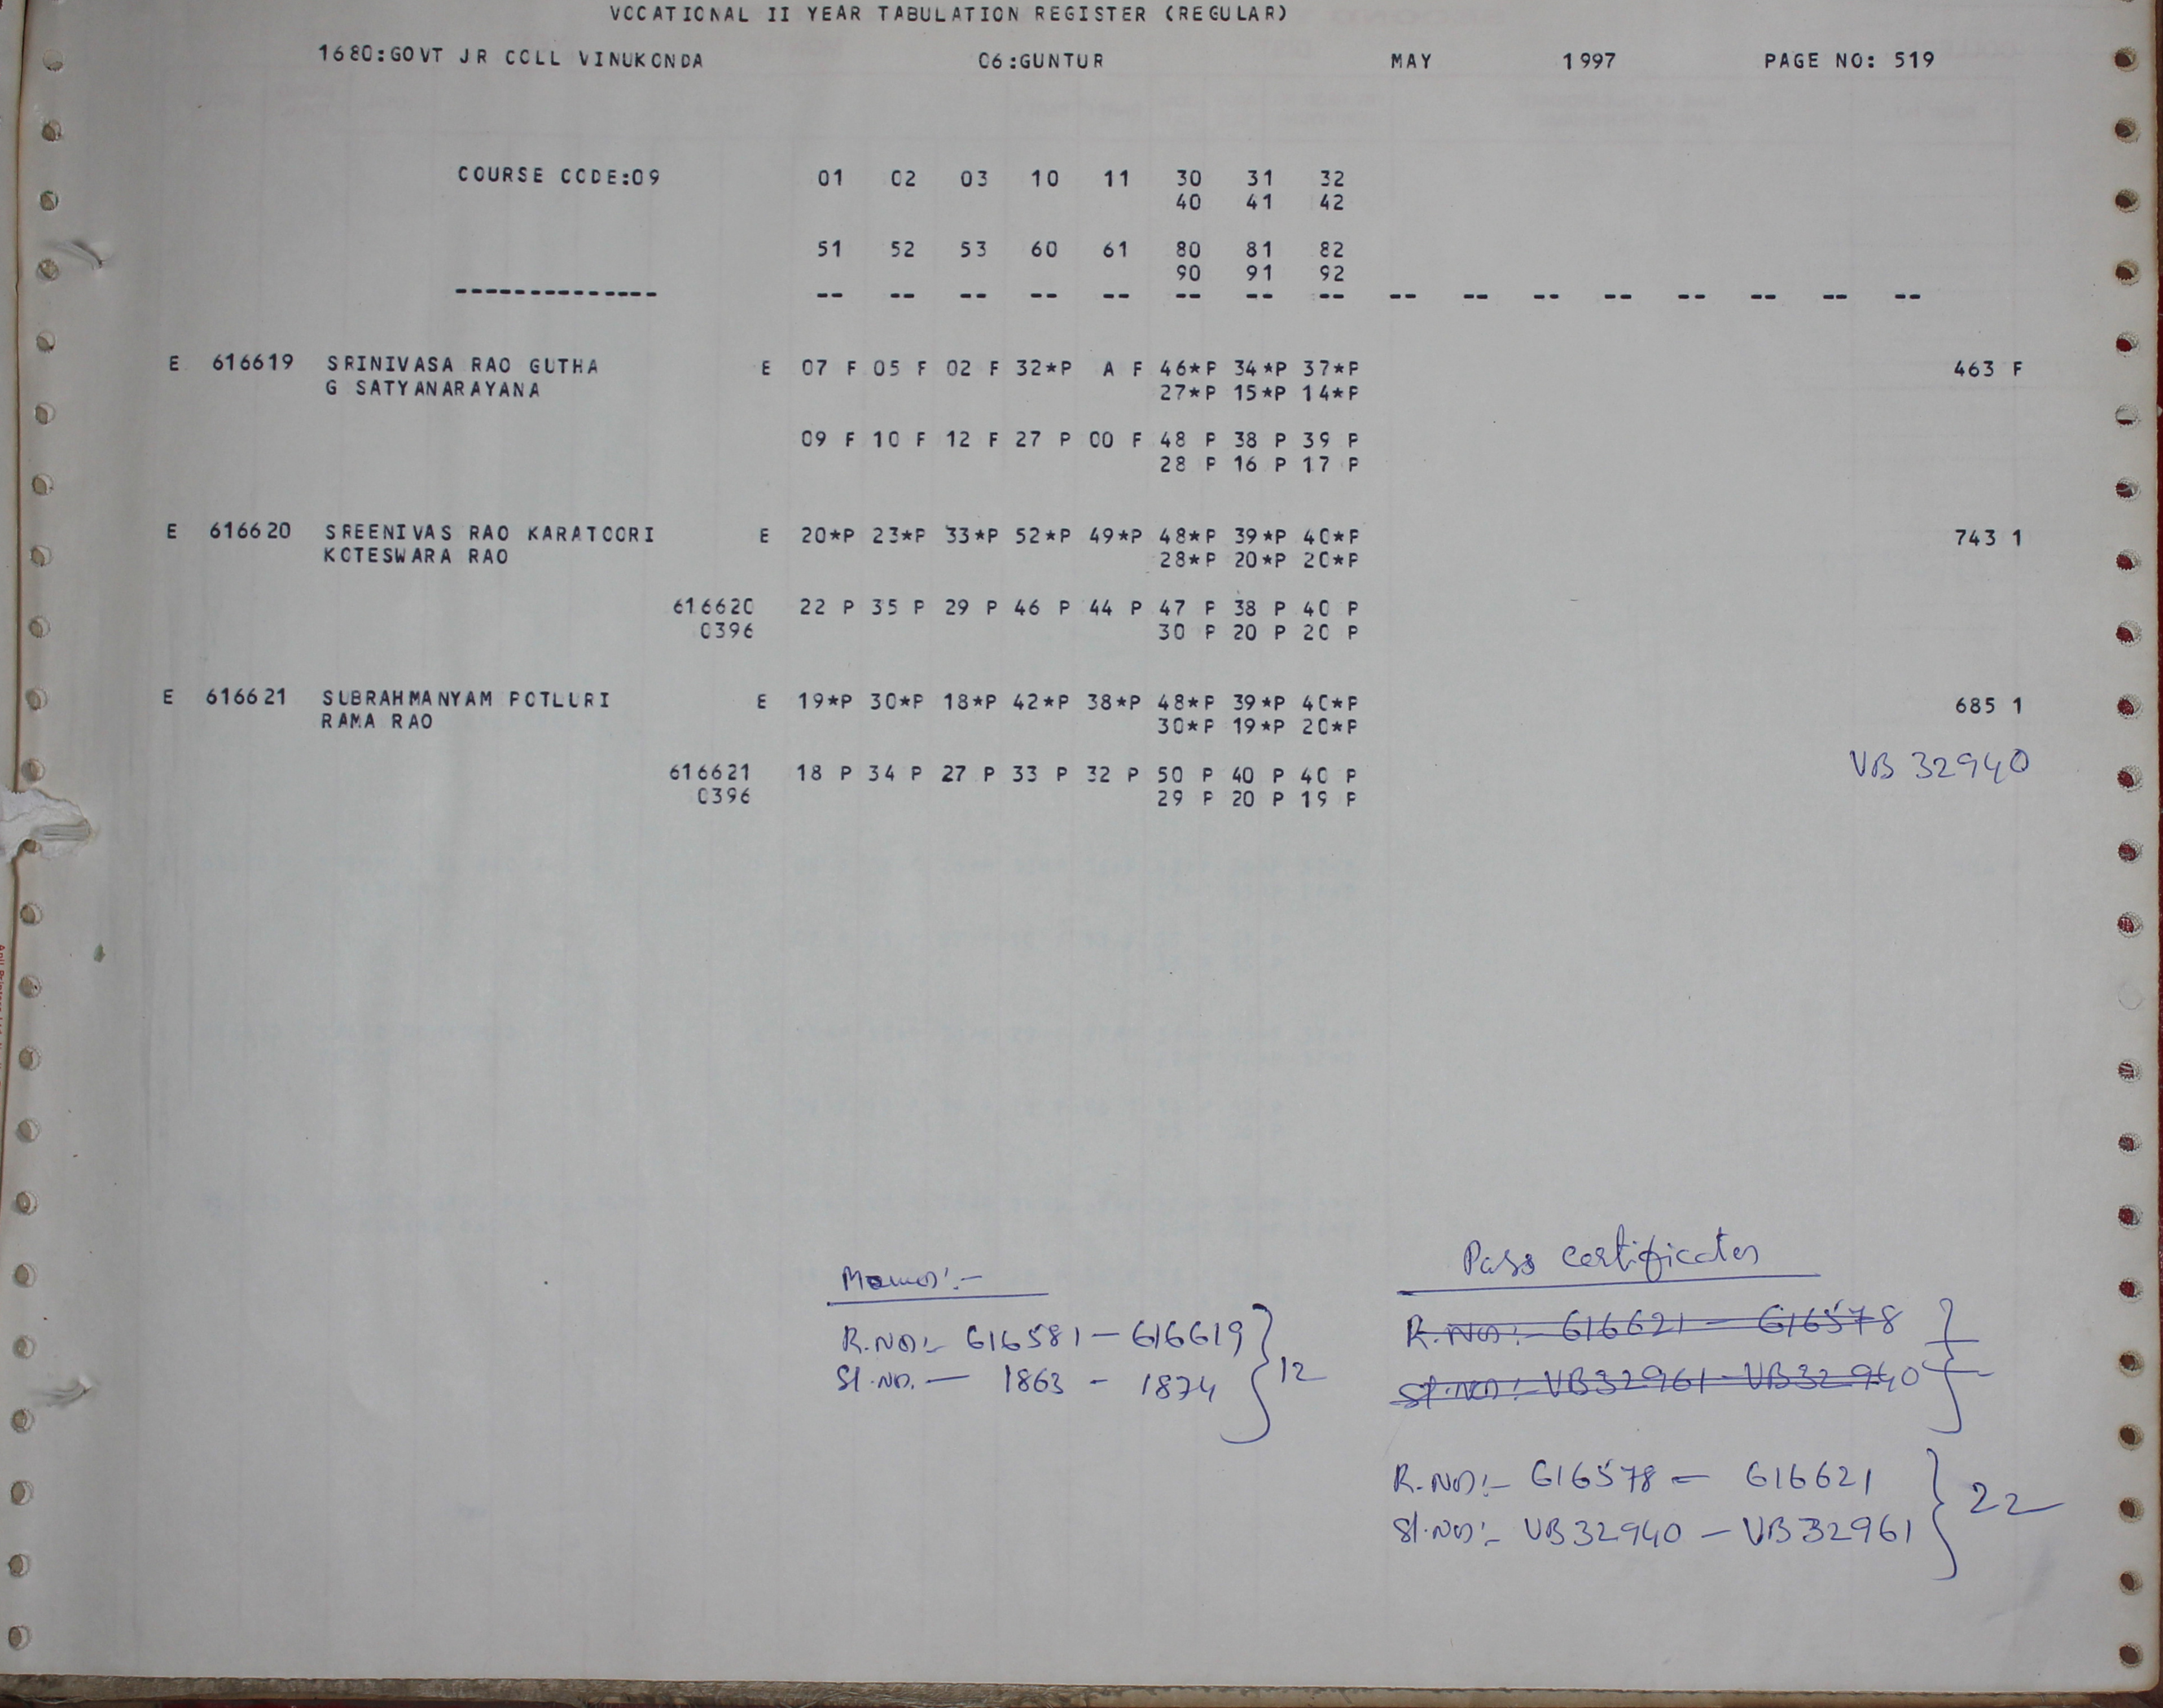 VOCATIONAL II YEAR TABULATION REGISTER (REGULAR)
1680:GOVT JR COLL VINUKONDA 06:GUNTUR MAY 1997 PAGE NO: 519
COURSE CODE:09 01 02 03 10 11 30 31 32
40 41 42
51 52 53 60 61 80 81 82
90 91 92
-------------- -- -- -- -- -- -- -- -- -- -- -- -- -- -- -- --
E 616619 SRINIVASA RAO GUTHA E 07 F 05 F 02 F 32*P A F 46*P 34*P 37*P 463 F
G SATYANARAYANA 27*P 15*P 14*P
09 F 10 F 12 F 27 P 00 F 48 P 38 P 39 P
28 P 16 P 17 P
E 616620 SREENIVAS RAO KARATOORI E 20*P 23*P 33*P 52*P 49*P 48*P 39*P 40*P 743 1
KOTESWARA RAO 28*P 20*P 20*P
616620 22 P 35 P 29 P 46 P 44 P 47 P 38 P 40 P
0396 30 P 20 P 20 P
E 616621 SUBRAHMANYAM POTLURI E 19*P 30*P 18*P 42*P 38*P 48*P 39*P 40*P 685 1
RAMA RAO 30*P 19*P 20*P
VB 32940
616621 18 P 34 P 27 P 33 P 32 P 50 P 40 P 40 P
0396 29 P 20 P 19 P
Memos:-
R.NO:- 616581 - 616619
Sl.NO. - 1863 - 1874 } 12
Pass certificates
R.NO:- 616621 - 616578
Sl.NO:- VB32961 - VB32940
R.NO:- 616578 - 616621
Sl.NO:- VB32940 - VB32961 } 22